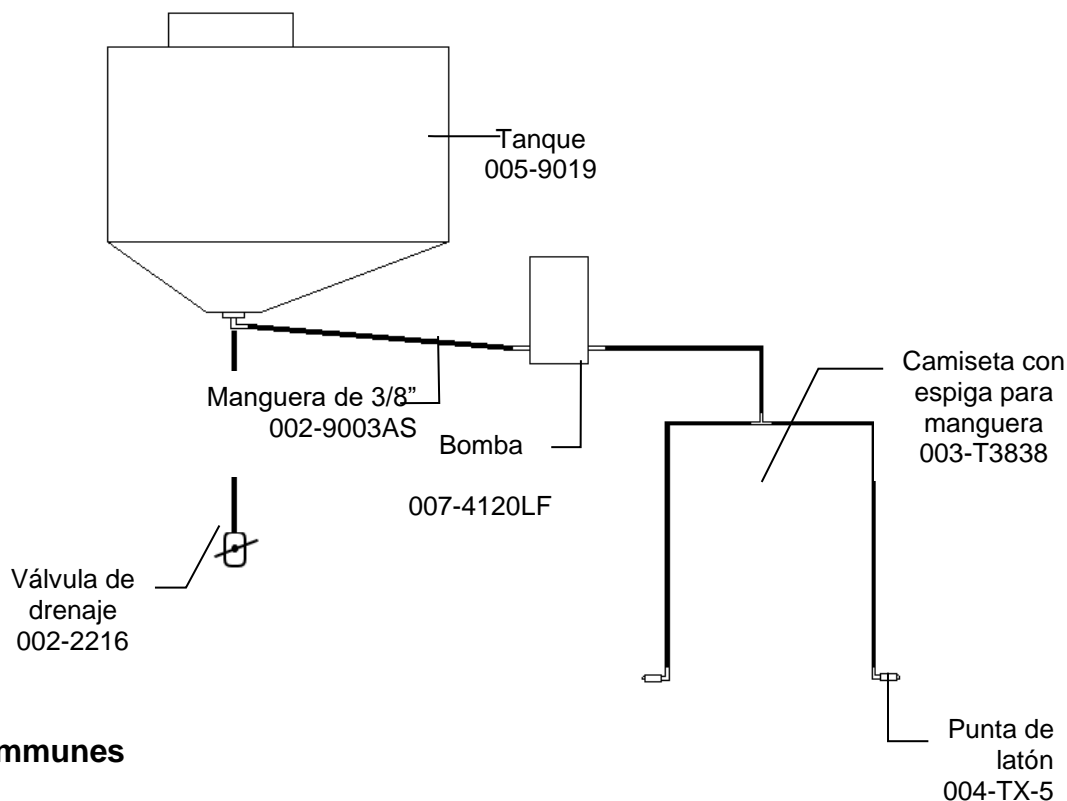 Tanque
005-9019
Manguera de 3/8”
002-9003AS
Bomba
007-4120LF
Camiseta con
espiga para
manguera
003-T3838
Válvula de
drenaje
002-2216
Punta de
latón
004-TX-5
mmunes